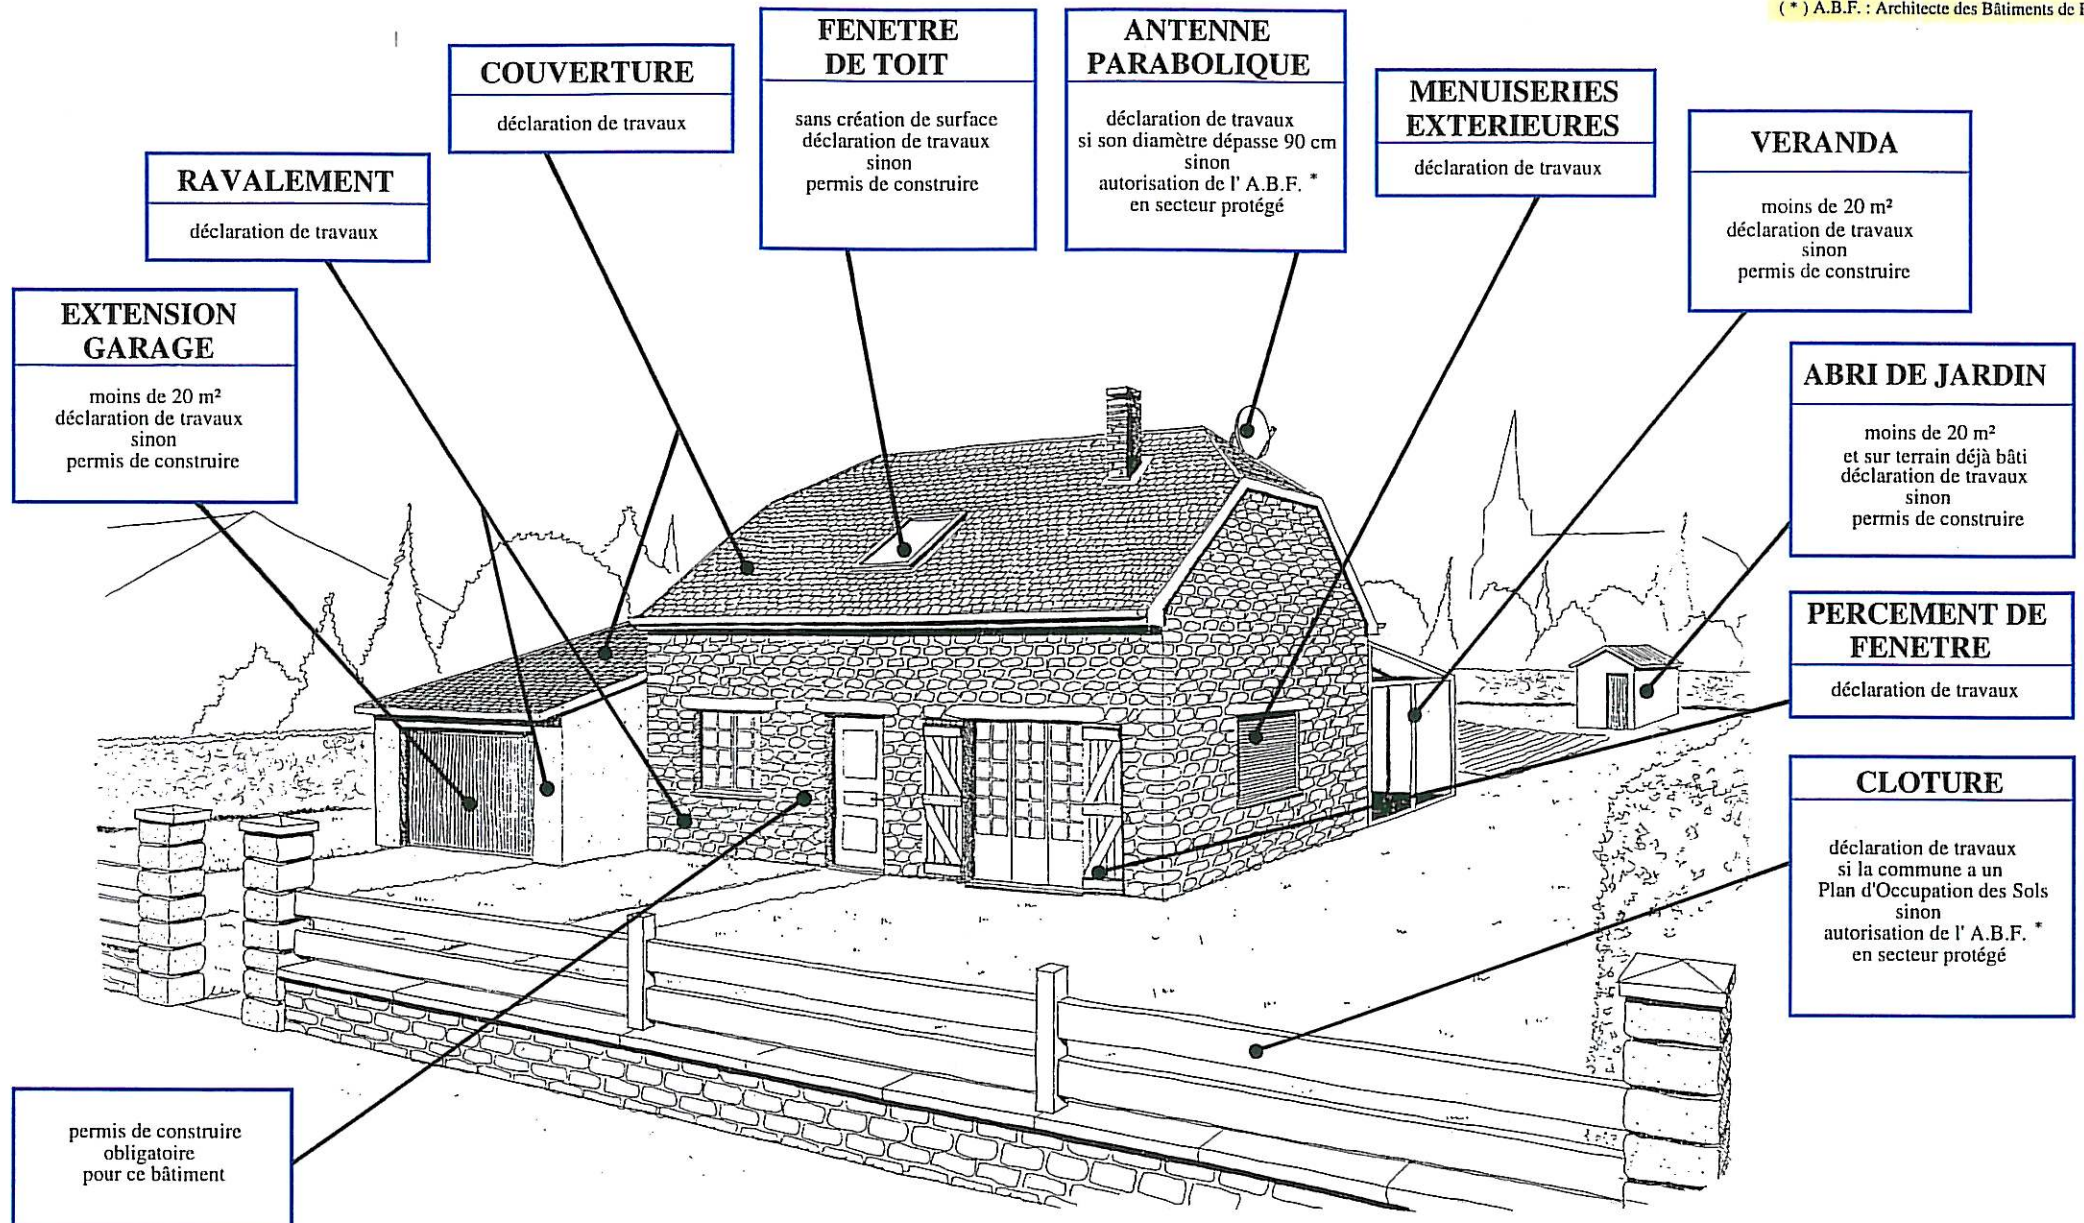 ( * ) A.B.F. : Architecte des Bâtiments de
FENETRE
DE TOIT
sans création de surface
déclaration de travaux
sinon
permis de construire
ANTENNE
PARABOLIQUE
déclaration de travaux
si son diamètre dépasse 90 cm
sinon
autorisation de l' A.B.F. *
en secteur protégé
COUVERTURE
déclaration de travaux
MENUISERIES
EXTERIEURES
déclaration de travaux
VERANDA
moins de 20 m²
déclaration de travaux
sinon
permis de construire
RAVALEMENT
déclaration de travaux
EXTENSION
GARAGE
moins de 20 m²
déclaration de travaux
sinon
permis de construire
ABRI DE JARDIN
moins de 20 m²
et sur terrain déjà bâti
déclaration de travaux
sinon
permis de construire
PERCEMENT DE
FENETRE
déclaration de travaux
CLOTURE
déclaration de travaux
si la commune a un
Plan d'Occupation des Sols
sinon
autorisation de l' A.B.F. *
en secteur protégé
permis de construire
obligatoire
pour ce bâtiment